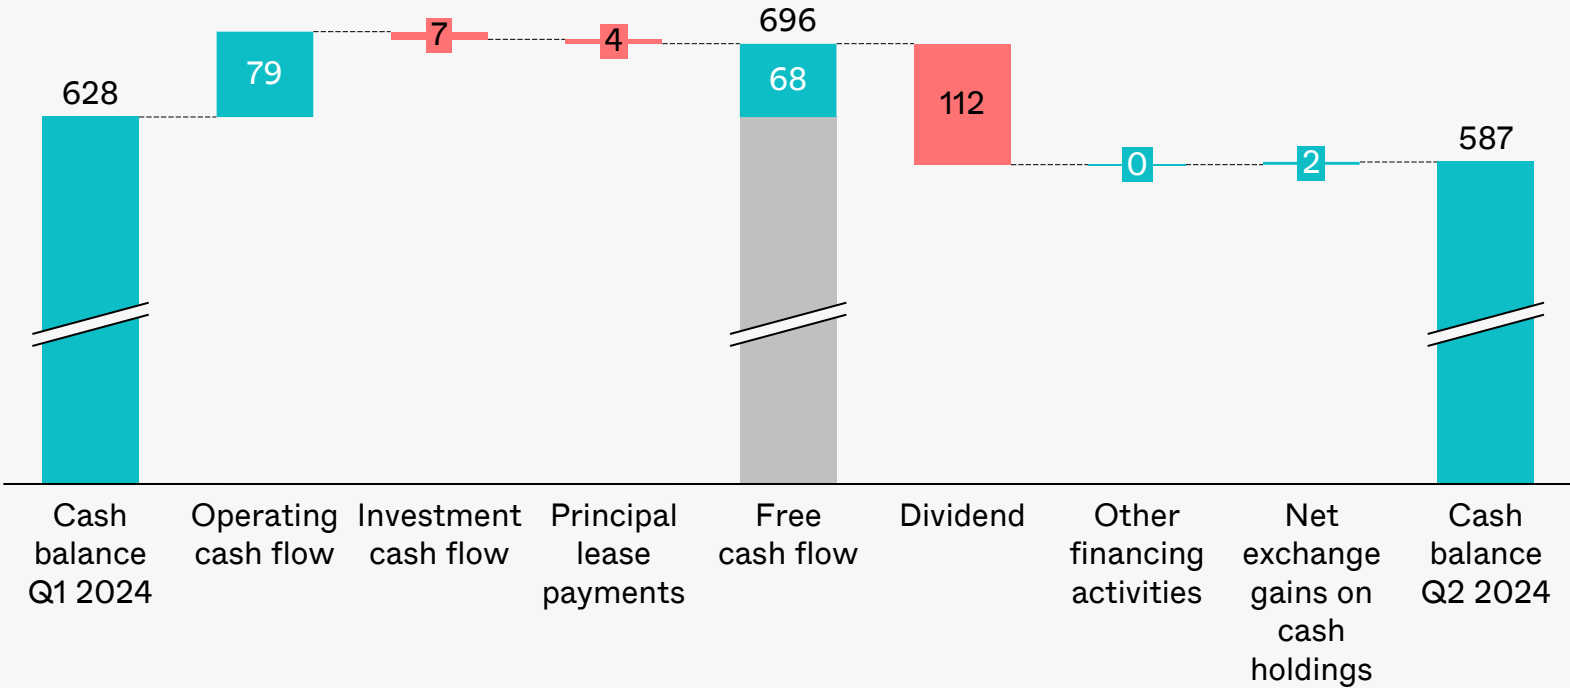 628
79
7
4
696
68
112
0
2
587
Cash
balance
Q1 2024
Operating
cash flow
Investment
cash flow
Principal
lease
payments
Free
cash flow
Dividend
Other
financing
activities
Net
exchange
gains on
cash
holdings
Cash
balance
Q2 2024